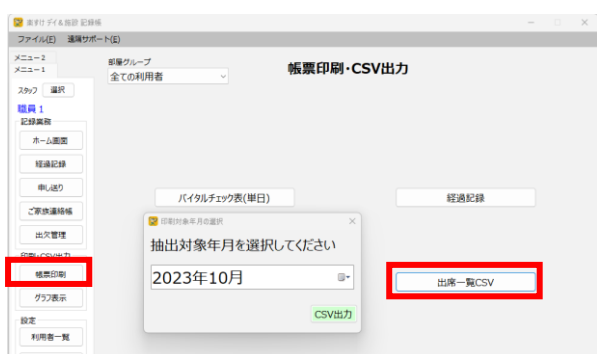 楽すけ デイ&施設 記録帳
ファイル(F) 遠隔サポート(E)
メニュー2
メニュー1
部屋グループ
全ての利用者
帳票印刷・CSV出力
スタッフ 選択
職員 1
記録業務
ホーム画面
経過記録
申し送り
ご家族連絡帳
出欠管理
印刷・CSV出力
帳票印刷
グラフ表示
設定
利用者一覧
バイタルチェック表(単日)
経過記録
印刷対象年月の選択
抽出対象年月を選択してください
2023年10月
CSV出力
出席一覧CSV